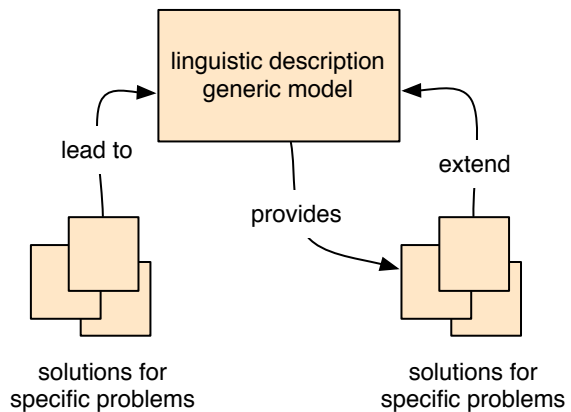 linguistic description
generic model
lead to
extend
provides
solutions for
specific problems
solutions for
specific problems